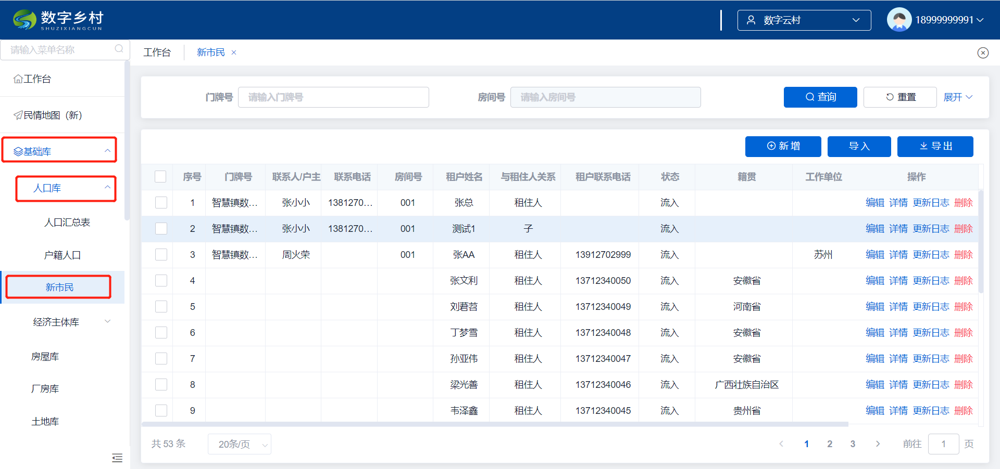 数字乡村
SHUZIXIANGCUN
数字云村
18999999991
请输入菜单名称
工作台
民情地图（新）
基础库
人口库
人口汇总表
户籍人口
新市民
经济主体库
房屋库
厂房库
土地库
工作台 新市民
门牌号 请输入门牌号 房间号 请输入房间号 查询 重置 展开
新增 导入 导出
序号 门牌号 联系人/户主 联系电话 房间号 租户姓名 与租住人关系 租户联系电话 状态 籍贯 工作单位 操作
1 智慧镇数... 张小小 1381270... 001 张总 租住人 流入 编辑 详情 更新日志 删除
2 智慧镇数... 张小小 1381270... 001 测试1 子 流入 编辑 详情 更新日志 删除
3 智慧镇数... 周火荣 001 张AA 租住人 13912702999 流入 苏州 编辑 详情 更新日志 删除
4 张文利 租住人 13712340050 流入 安徽省 编辑 详情 更新日志 删除
5 租住人 13712340049 流入 河南省 编辑 详情 更新日志 删除
6 丁梦雪 租住人 13712340048 流入 安徽省 编辑 详情 更新日志 删除
7 孙亚伟 租住人 13712340047 流入 安徽省 编辑 详情 更新日志 删除
8 梁光善 租住人 13712340046 流入 广西壮族自治区 编辑 详情 更新日志 删除
9 韦泽鑫 租住人 13712340045 流入 贵州省 编辑 详情 更新日志 删除
共 53 条 20条/页 1 2 3 前往 1 页